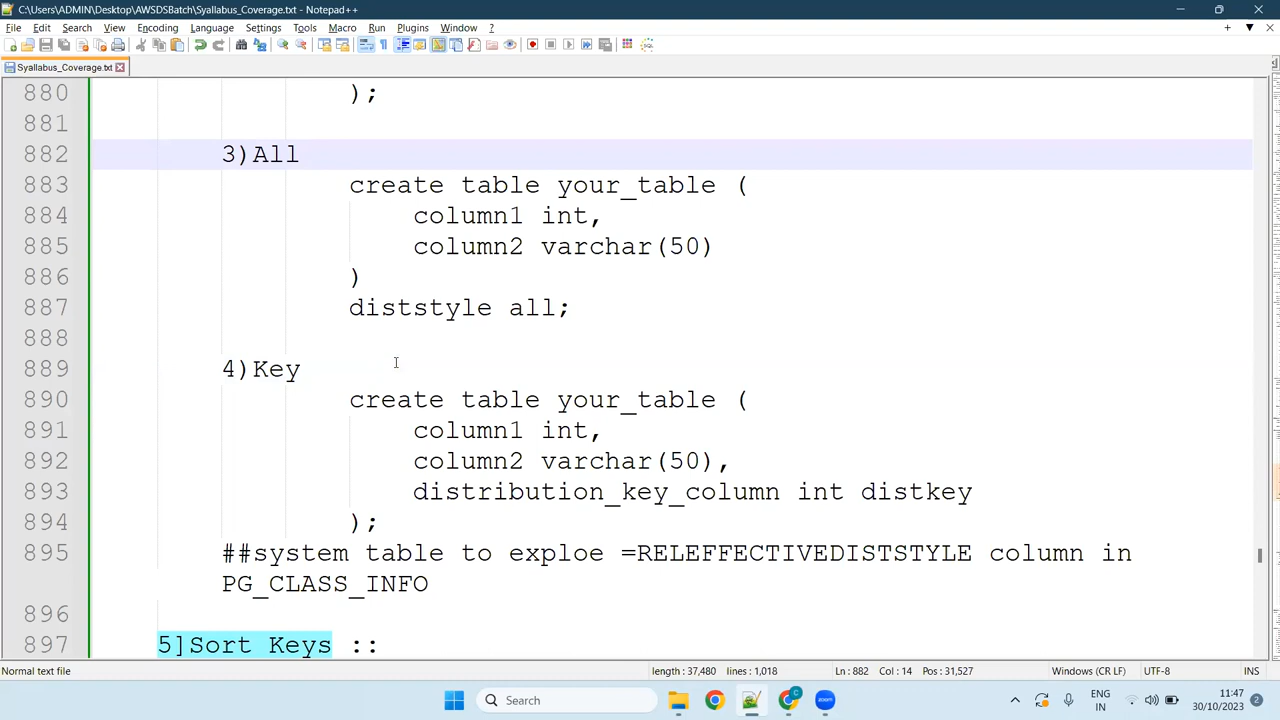 C:\Users\ADMIN\Desktop\AWSDSBatch\Syallabus_Coverage.txt - Notepad++
File Edit Search View Encoding Language Settings Tools Macro Run Plugins Window ?
Syallabus_Coverage.txt
880 );
881
882 3)All
883 create table your_table (
884 column1 int,
885 column2 varchar(50)
886 )
887 diststyle all;
888
889 4)Key
890 create table your_table (
891 column1 int,
892 column2 varchar(50),
893 distribution_key_column int distkey
894 );
895 ##system table to exploe =RELEFFECTIVEDISTSTYLE column in
PG_CLASS_INFO
896
897 5]Sort Keys ::
Normal text file length : 37,480 lines : 1,018 Ln : 882 Col : 14 Pos : 31,527 Windows (CR LF) UTF-8 INS
Search
ENG
IN
11:47
30/10/2023